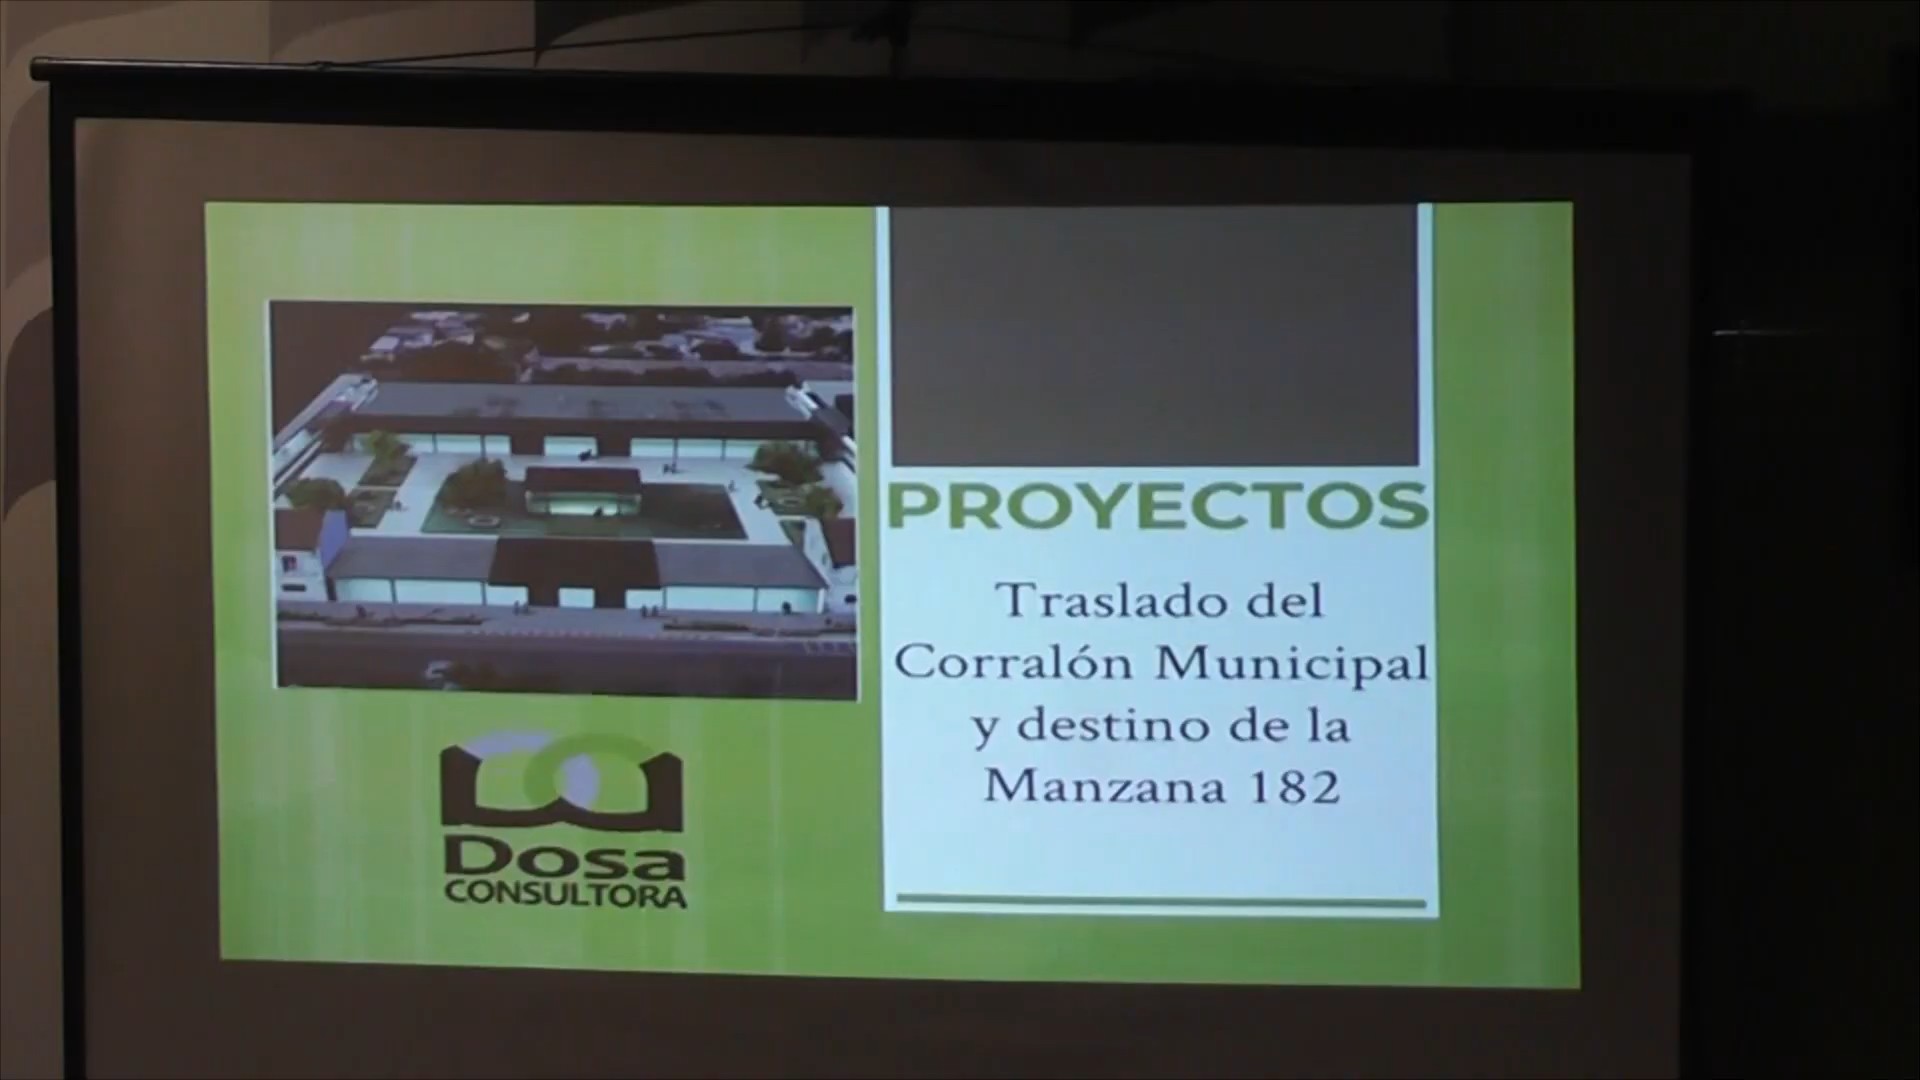 PROYECTOS
Traslado del
Corralón Municipal
y destino de la
Manzana 182
Dosa
CONSULTORA